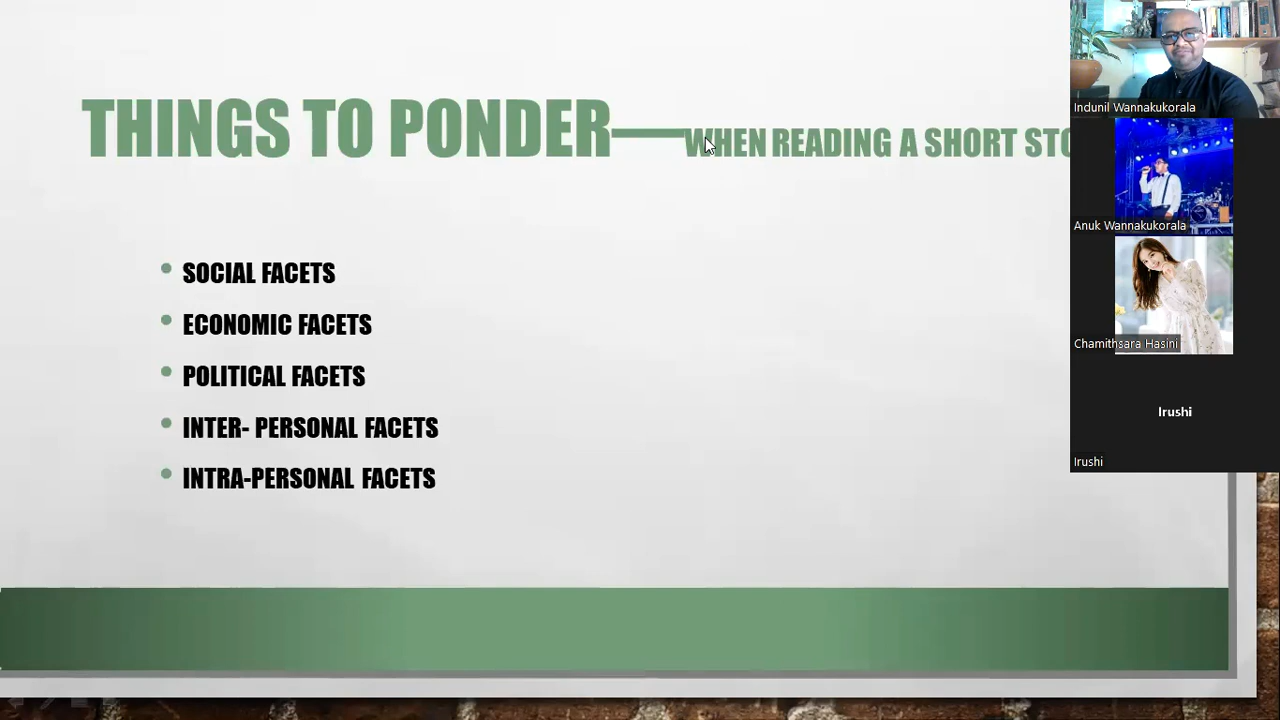 THINGS TO PONDER—WHEN READING A SHORT STO
• SOCIAL FACETS
• ECONOMIC FACETS
• POLITICAL FACETS
• INTER- PERSONAL FACETS
• INTRA-PERSONAL FACETS
Indunil Wannakukorala
Anuk Wannakukorala
Chamithsara Hasini
Irushi
Irushi